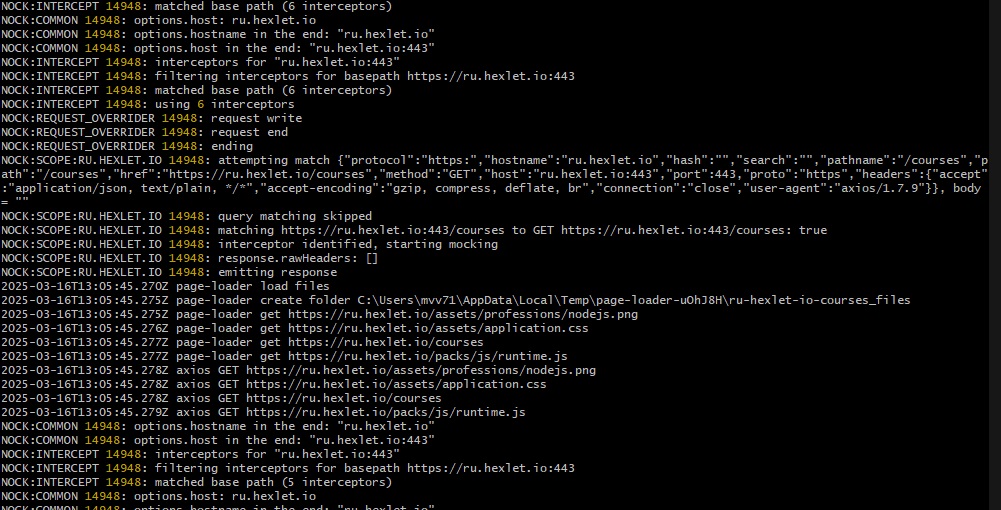 NOCK:INTERCEPT 14948: matched base path (6 interceptors)
NOCK:COMMON 14948: options.host: ru.hexlet.io
NOCK:COMMON 14948: options.hostname in the end: "ru.hexlet.io"
NOCK:COMMON 14948: options.host in the end: "ru.hexlet.io:443"
NOCK:INTERCEPT 14948: interceptors for "ru.hexlet.io:443"
NOCK:INTERCEPT 14948: filtering interceptors for basepath https://ru.hexlet.io:443
NOCK:INTERCEPT 14948: matched base path (6 interceptors)
NOCK:INTERCEPT 14948: using 6 interceptors
NOCK:REQUEST_OVERRIDER 14948: request write
NOCK:REQUEST_OVERRIDER 14948: request end
NOCK:REQUEST_OVERRIDER 14948: ending
NOCK:SCOPE:RU.HEXLET.IO 14948: attempting match {"protocol":"https:","hostname":"ru.hexlet.io","hash":"","search":"","pathname":"/courses","p
ath":"/courses","href":"https://ru.hexlet.io/courses","method":"GET","host":"ru.hexlet.io:443","port":443,"proto":"https","headers":{"accept"
:"application/json, text/plain, */*","accept-encoding":"gzip, compress, deflate, br","connection":"close","user-agent":"axios/1.7.9"}}, body
= ""
NOCK:SCOPE:RU.HEXLET.IO 14948: query matching skipped
NOCK:SCOPE:RU.HEXLET.IO 14948: matching https://ru.hexlet.io:443/courses to GET https://ru.hexlet.io:443/courses: true
NOCK:SCOPE:RU.HEXLET.IO 14948: interceptor identified, starting mocking
NOCK:SCOPE:RU.HEXLET.IO 14948: response.rawHeaders: []
NOCK:SCOPE:RU.HEXLET.IO 14948: emitting response
2025-03-16T13:05:45.270Z page-loader load files
2025-03-16T13:05:45.275Z page-loader create folder C:\Users\mvv71\AppData\Local\Temp\page-loader-uOhJ8H\ru-hexlet-io-courses_files
2025-03-16T13:05:45.275Z page-loader get https://ru.hexlet.io/assets/professions/nodejs.png
2025-03-16T13:05:45.276Z page-loader get https://ru.hexlet.io/assets/application.css
2025-03-16T13:05:45.277Z page-loader get https://ru.hexlet.io/courses
2025-03-16T13:05:45.277Z page-loader get https://ru.hexlet.io/packs/js/runtime.js
2025-03-16T13:05:45.278Z axios GET https://ru.hexlet.io/assets/professions/nodejs.png
2025-03-16T13:05:45.278Z axios GET https://ru.hexlet.io/assets/application.css
2025-03-16T13:05:45.278Z axios GET https://ru.hexlet.io/courses
2025-03-16T13:05:45.279Z axios GET https://ru.hexlet.io/packs/js/runtime.js
NOCK:COMMON 14948: options.hostname in the end: "ru.hexlet.io"
NOCK:COMMON 14948: options.host in the end: "ru.hexlet.io:443"
NOCK:INTERCEPT 14948: interceptors for "ru.hexlet.io:443"
NOCK:INTERCEPT 14948: filtering interceptors for basepath https://ru.hexlet.io:443
NOCK:INTERCEPT 14948: matched base path (5 interceptors)
NOCK:COMMON 14948: options.host: ru.hexlet.io
NOCK:COMMON 14948: options.hostname in the end: "ru.hexlet.io"